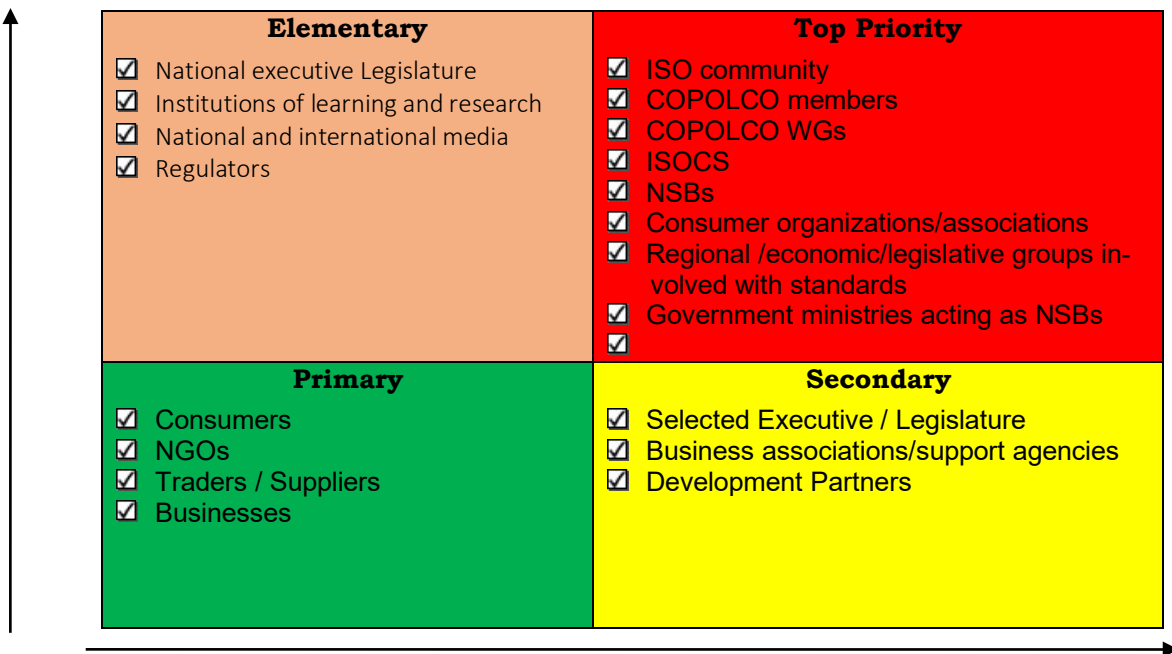 Elementary
National executive Legislature
Institutions of learning and research
National and international media
Regulators
Top Priority
ISO community
COPOLCO members
COPOLCO WGs
ISOCS
NSBs
Consumer organizations/associations
Regional /economic/legislative groups in-
volved with standards
Government ministries acting as NSBs
Primary
Consumers
NGOs
Traders / Suppliers
Businesses
Secondary
Selected Executive / Legislature
Business associations/support agencies
Development Partners